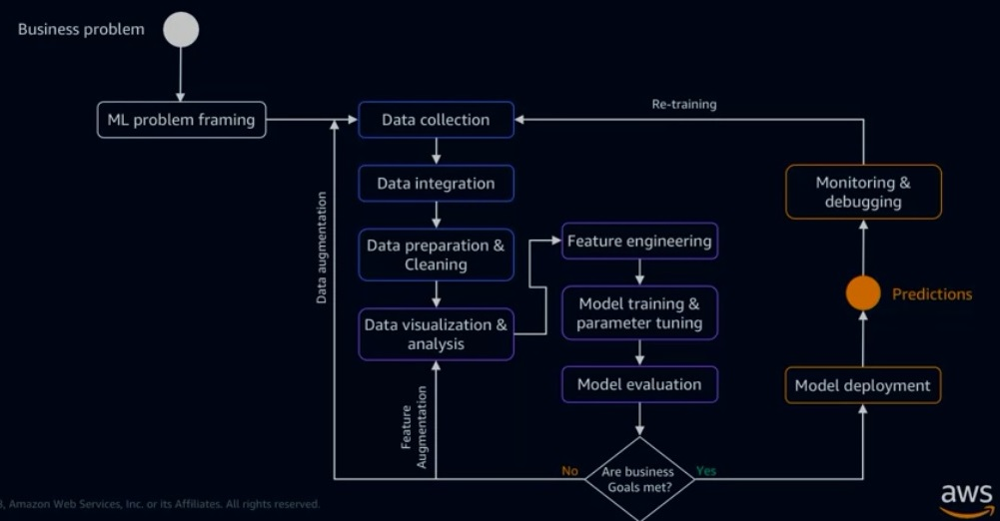 Business problem
ML problem framing
Data collection
Re-training
Data integration
Monitoring &
debugging
Data augmentation
Data preparation &
Cleaning
Feature engineering
Predictions
Model training &
parameter tuning
Data visualization &
analysis
Model evaluation
Model deployment
Feature
Augmentation
No
Are business
Goals met?
Yes
, Amazon Web Services, Inc. or its Affiliates. All rights reserved.
aws